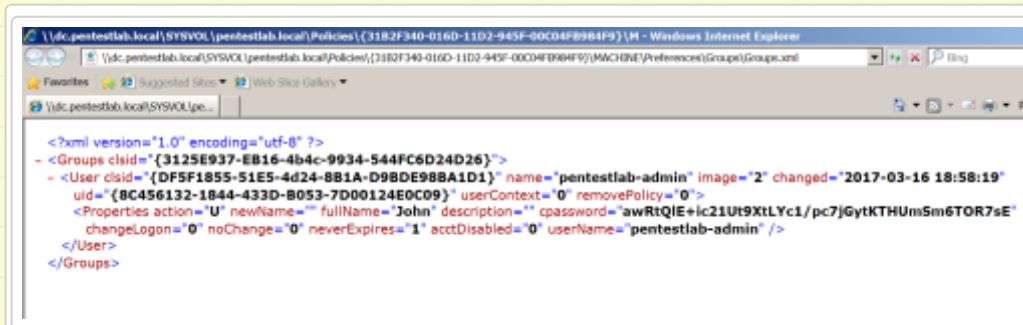 \\dc.pentestlab.local\SYSVOL\pentestlab.local\Policies\{31B2F340-016D-11D2-945F-00C04FB984F9}\M - Windows Internet Explorer
\\dc.pentestlab.local\SYSVOL\pentestlab.local\Policies\{31B2F340-016D-11D2-945F-00C04FB984F9}\MACHINE\Preferences\Groups\Groups.xml Bing
Favorites Suggested Sites Web Slice Gallery
\\dc.pentestlab.local\SYSVOL\pe...
<?xml version="1.0" encoding="utf-8" ?>
- <Groups clsid="{3125E937-EB16-4b4c-9934-544FC6D24D26}">
- <User clsid="{DF5F1855-51E5-4d24-8B1A-D9BDE98BA1D1}" name="pentestlab-admin" image="2" changed="2017-03-16 18:58:19"
uid="{8C456132-1844-433D-B053-7D00124E0C09}" userContext="0" removePolicy="0">
<Properties action="U" newName="" fullName="John" description="" cpassword="awRtQIE+ic21Ut9XtLYc1/pc7jGytKTHUmSm6TOR7sE"
changeLogon="0" noChange="0" neverExpires="1" acctDisabled="0" userName="pentestlab-admin" />
</User>
</Groups>